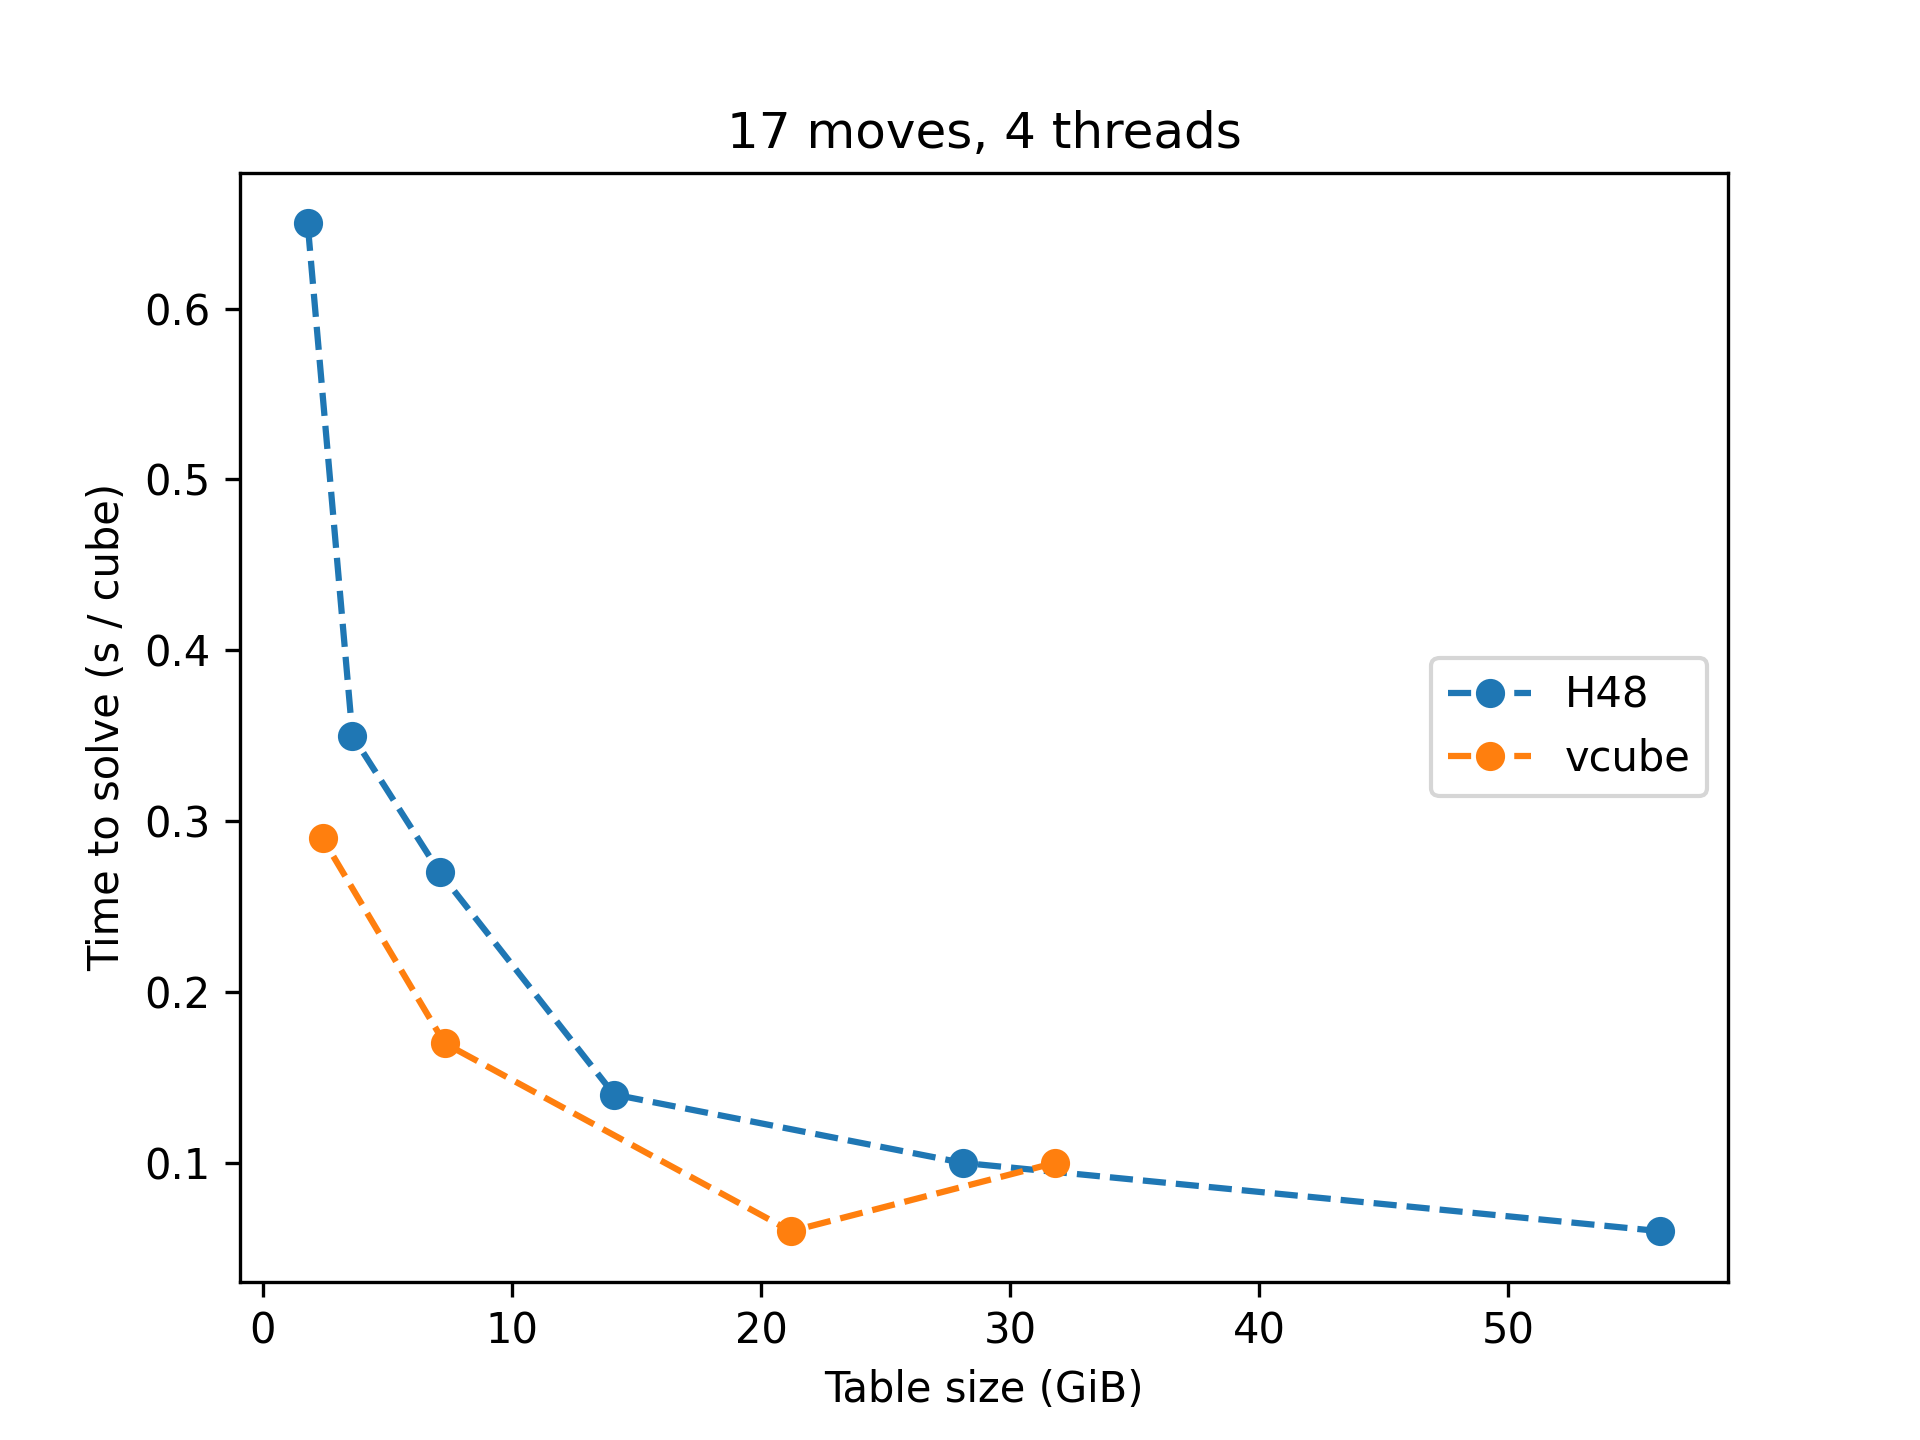 17 moves, 4 threads
Time to solve (s / cube)
0.6
0.5
0.4
0.3
0.2
0.1
H48
vcube
0 10 20 30 40 50
Table size (GiB)